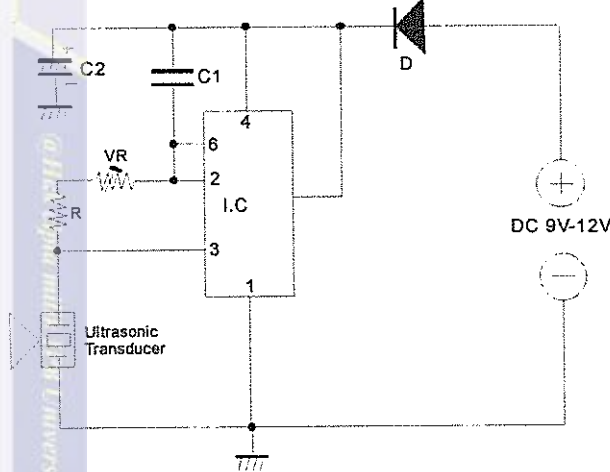 C2
C1
D
4
6
VR
2
I.C
R
DC 9V-12V
3
1
Ultrasonic
Transducer